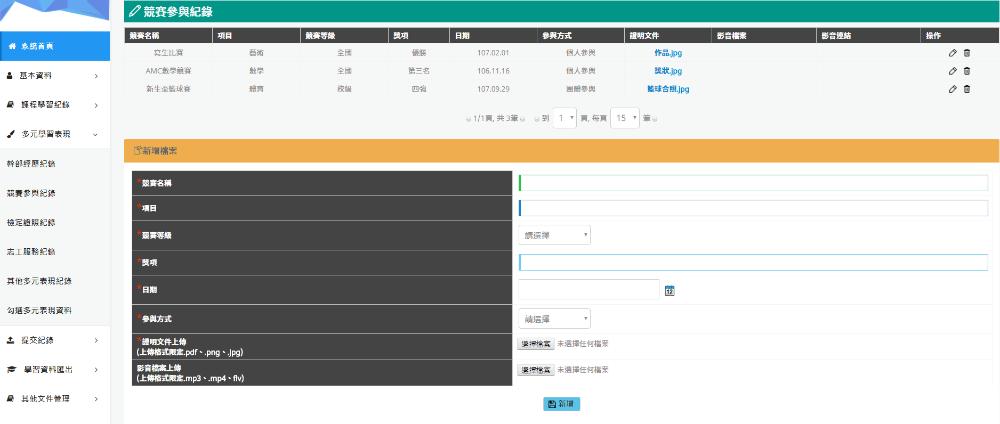 系統首頁
基本資料
課程學習紀錄
多元學習表現
幹部經歷紀錄
競賽參與紀錄
檢定證照紀錄
志工服務紀錄
其他多元表現紀錄
勾選多元表現資料
提交紀錄
學習資料匯出
其他文件管理
競賽參與紀錄
競賽名稱 項目 競賽等級 獎項 日期 參與方式 證明文件 影音檔案 影音連結 操作
寫生比賽 藝術 全國 優勝 107.02.01 個人參與 作品.jpg
AMC數學競賽 數學 全國 第三名 106.11.16 個人參與 獎狀.jpg
新生盃籃球賽 體育 校級 四強 107.09.29 團體參與 籃球合照.jpg
1/1頁, 共 3筆 到 1 頁, 每頁 15 筆
新增檔案
*競賽名稱
*項目
*競賽等級 請選擇
*獎項
*日期 12
*參與方式 請選擇
*證明文件上傳
(上傳格式限定.pdf、.png、.jpg)
選擇檔案 未選擇任何檔案
影音檔案上傳
(上傳格式限定.mp3、.mp4、flv)
選擇檔案 未選擇任何檔案
新增